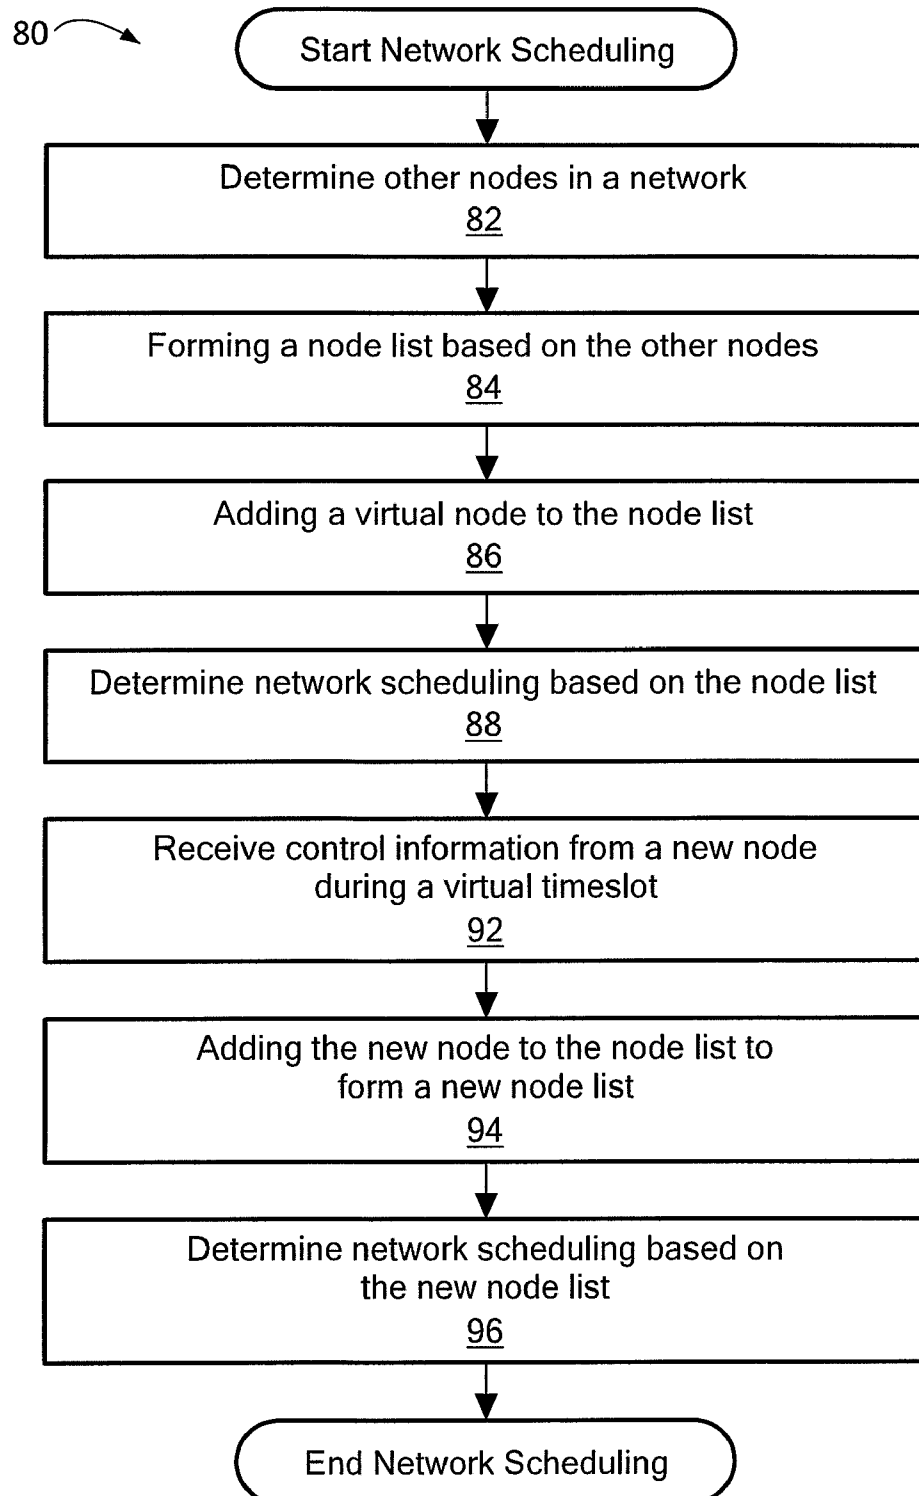 80
Start Network Scheduling
Determine other nodes in a network
82
Forming a node list based on the other nodes
84
Adding a virtual node to the node list
86
Determine network scheduling based on the node list
88
Receive control information from a new node
during a virtual timeslot
92
Adding the new node to the node list to
form a new node list
94
Determine network scheduling based on
the new node list
96
End Network Scheduling